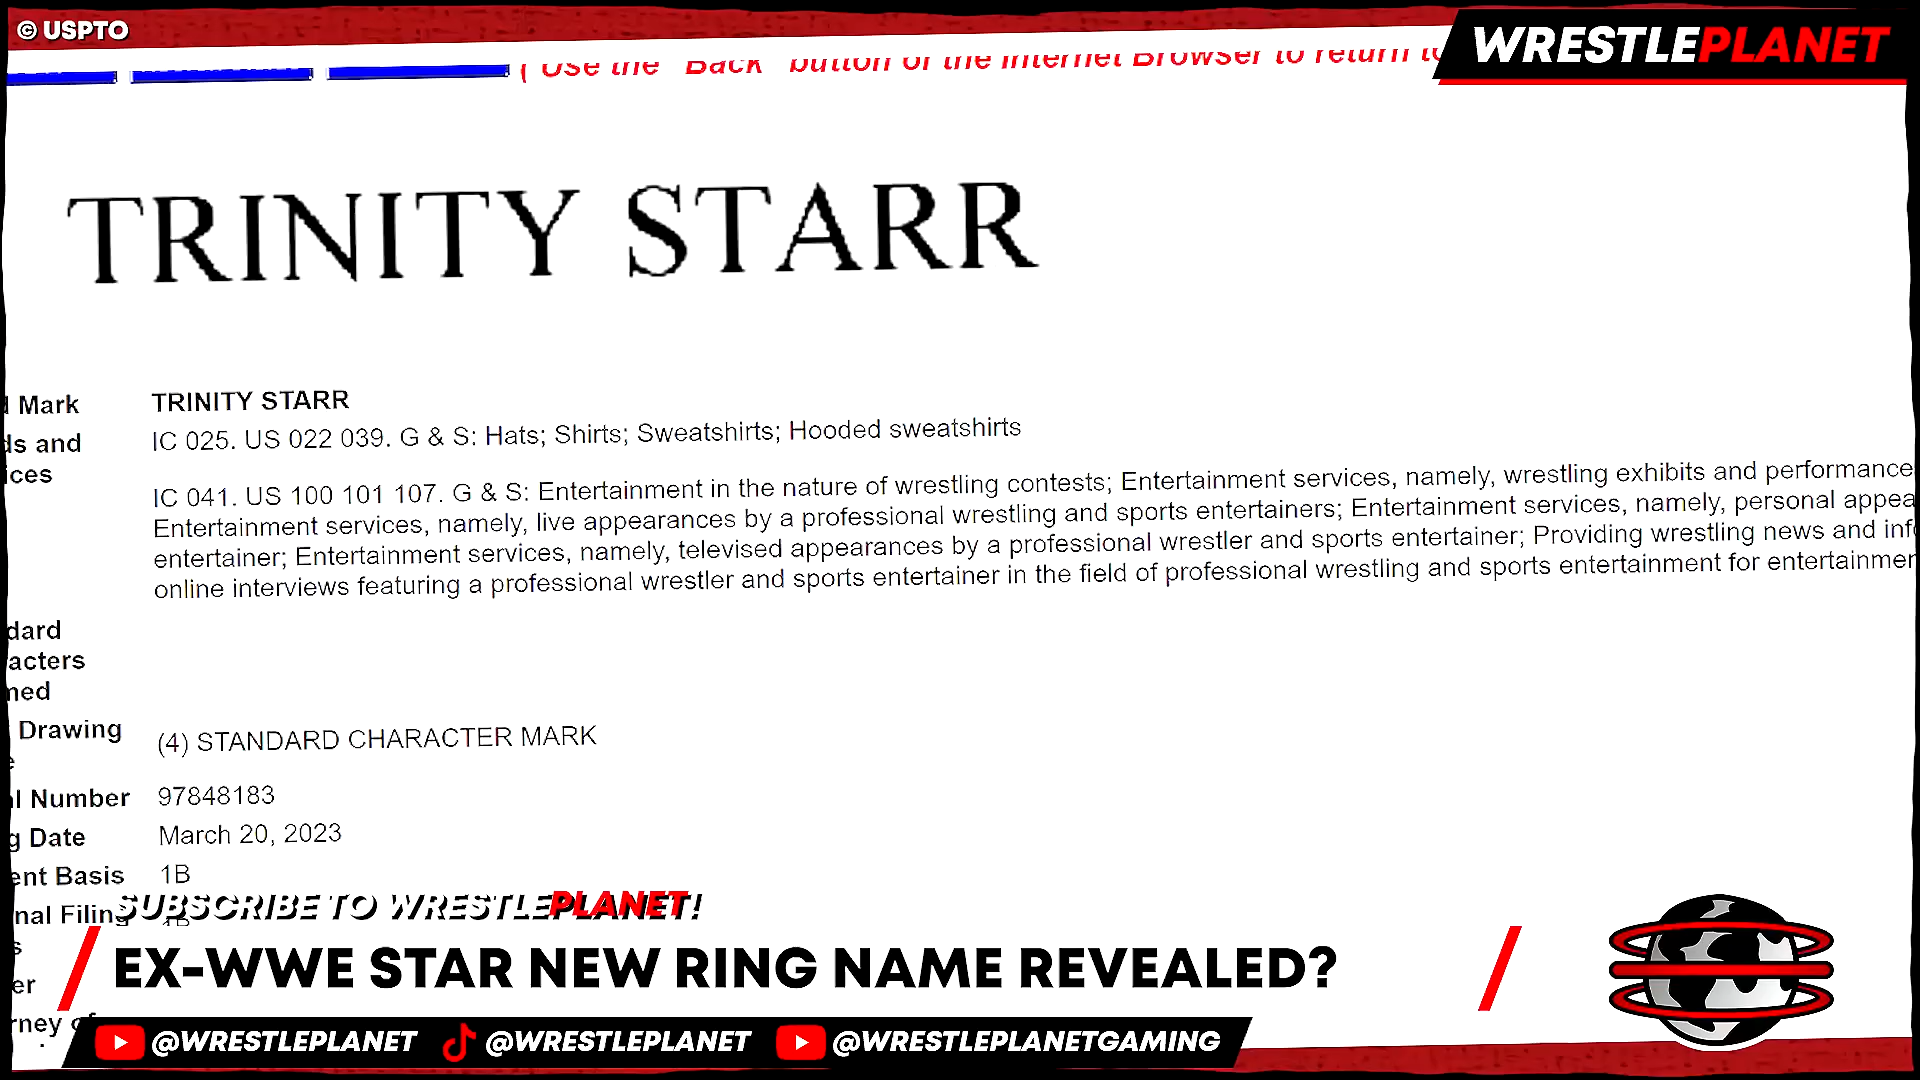 © USPTO
WRESTLEPLANET
( Use the "Back" button of the Internet Browser to return to
TRINITY STARR
Mark TRINITY STARR
ds and IC 025. US 022 039. G & S: Hats; Shirts; Sweatshirts; Hooded sweatshirts
ices
IC 041. US 100 101 107. G & S: Entertainment in the nature of wrestling contests; Entertainment services, namely, wrestling exhibits and performance
Entertainment services, namely, live appearances by a professional wrestling and sports entertainers; Entertainment services, namely, personal appea
entertainer; Entertainment services, namely, televised appearances by a professional wrestler and sports entertainer; Providing wrestling news and info
online interviews featuring a professional wrestler and sports entertainer in the field of professional wrestling and sports entertainment for entertainmen
dard
acters
med
Drawing (4) STANDARD CHARACTER MARK
e
l Number 97848183
g Date March 20, 2023
ent Basis 1B
nal Filing 1B
s
er
rney of
SUBSCRIBE TO WRESTLEPLANET!
EX-WWE STAR NEW RING NAME REVEALED?
@WRESTLEPLANET @WRESTLEPLANET @WRESTLEPLANETGAMING